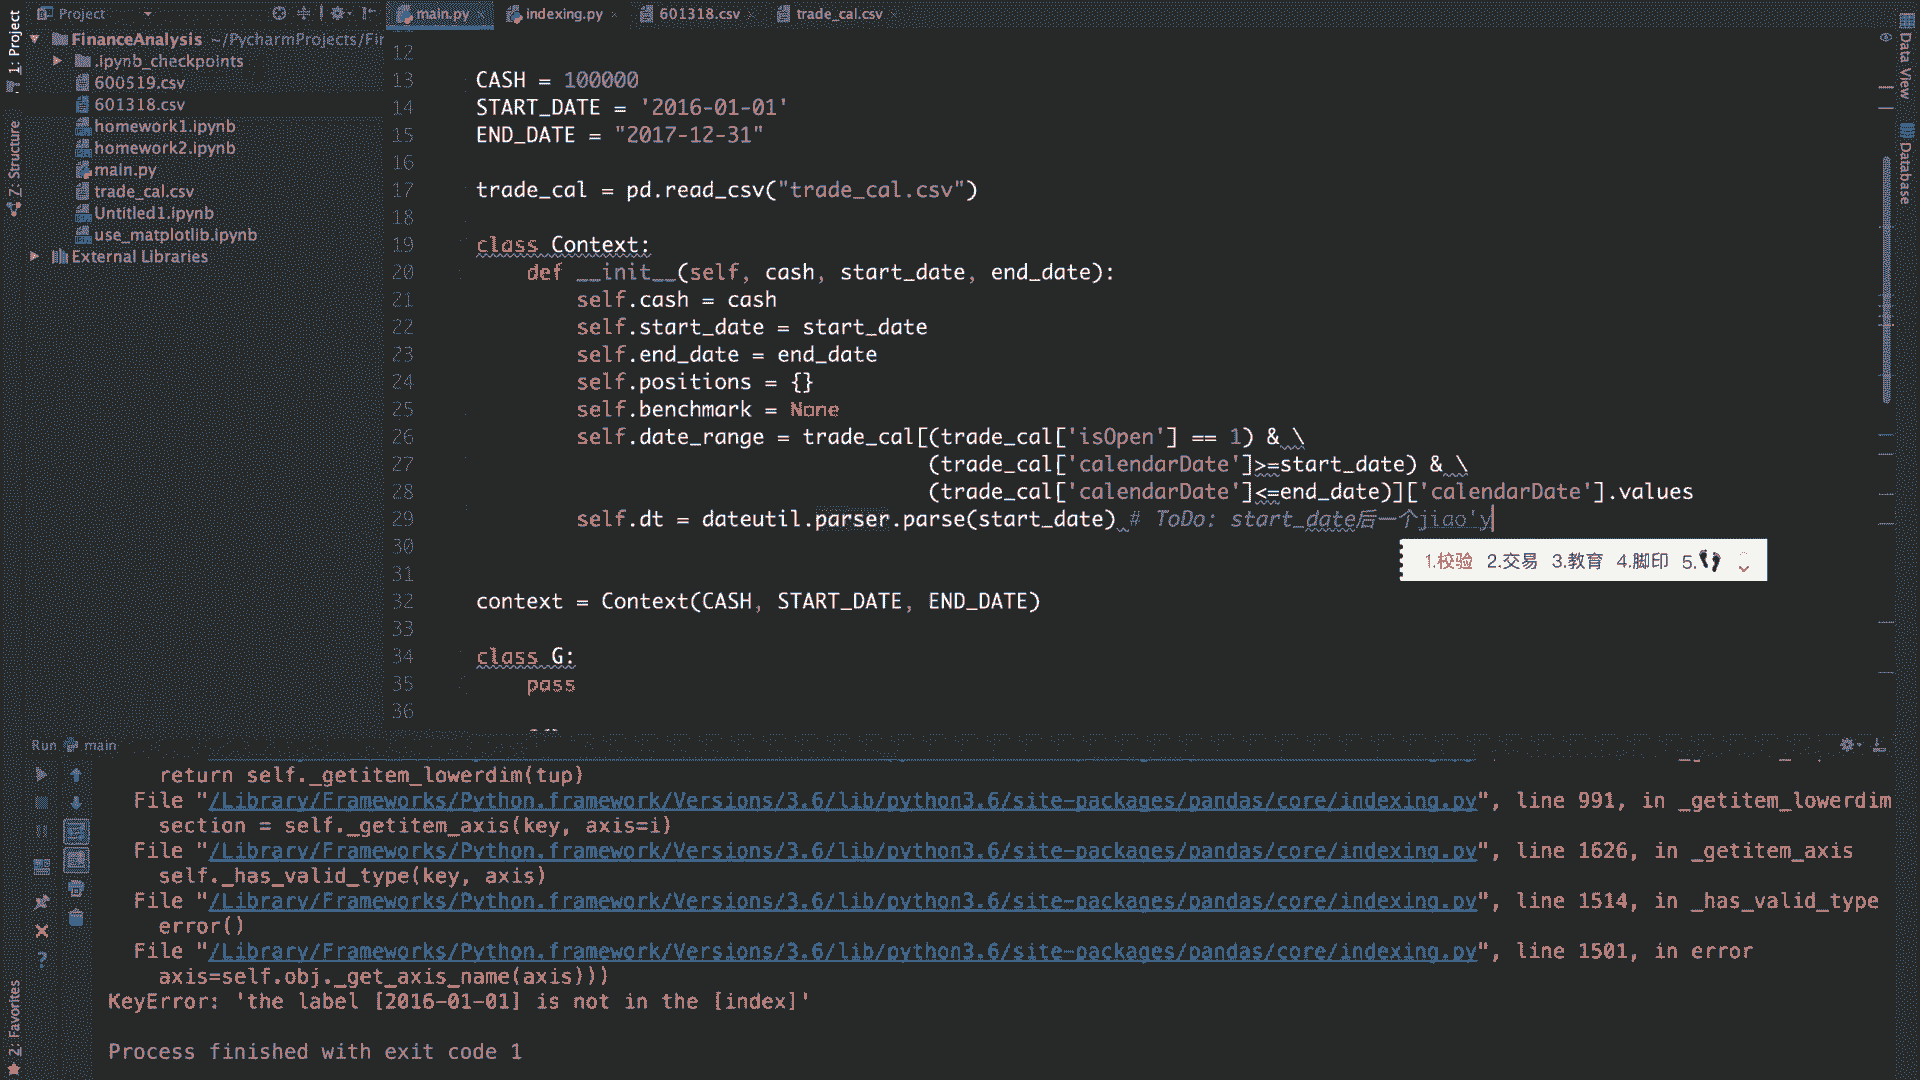 Project
main.py
indexing.py
601318.csv
trade_cal.csv
1: Project
Z: Structure
2: Favorites
Data View
Database
FinanceAnalysis ~/PycharmProjects/Fir
.ipynb_checkpoints
600519.csv
601318.csv
homework1.ipynb
homework2.ipynb
main.py
trade_cal.csv
Untitled1.ipynb
use_matplotlib.ipynb
External Libraries
12
13 CASH = 100000
14 START_DATE = '2016-01-01'
15 END_DATE = "2017-12-31"
16
17 trade_cal = pd.read_csv("trade_cal.csv")
18
19 class Context:
20 def __init__(self, cash, start_date, end_date):
21 self.cash = cash
22 self.start_date = start_date
23 self.end_date = end_date
24 self.positions = {}
25 self.benchmark = None
26 self.date_range = trade_cal[(trade_cal['isOpen'] == 1) & \
27 (trade_cal['calendarDate']>=start_date) & \
28 (trade_cal['calendarDate']<=end_date)]['calendarDate'].values
29 self.dt = dateutil.parser.parse(start_date) # ToDo: start_date后一个jiao'y
1.校验 2.交易 3.教育 4.脚印 5.👣
30
31
32 context = Context(CASH, START_DATE, END_DATE)
33
34 class G:
35 pass
36
Run main
return self._getitem_lowerdim(tup)
File "/Library/Frameworks/Python.framework/Versions/3.6/lib/python3.6/site-packages/pandas/core/indexing.py", line 991, in _getitem_lowerdim
section = self._getitem_axis(key, axis=i)
File "/Library/Frameworks/Python.framework/Versions/3.6/lib/python3.6/site-packages/pandas/core/indexing.py", line 1626, in _getitem_axis
self._has_valid_type(key, axis)
File "/Library/Frameworks/Python.framework/Versions/3.6/lib/python3.6/site-packages/pandas/core/indexing.py", line 1514, in _has_valid_type
error()
File "/Library/Frameworks/Python.framework/Versions/3.6/lib/python3.6/site-packages/pandas/core/indexing.py", line 1501, in error
axis=self.obj._get_axis_name(axis)))
KeyError: 'the label [2016-01-01] is not in the [index]'
Process finished with exit code 1